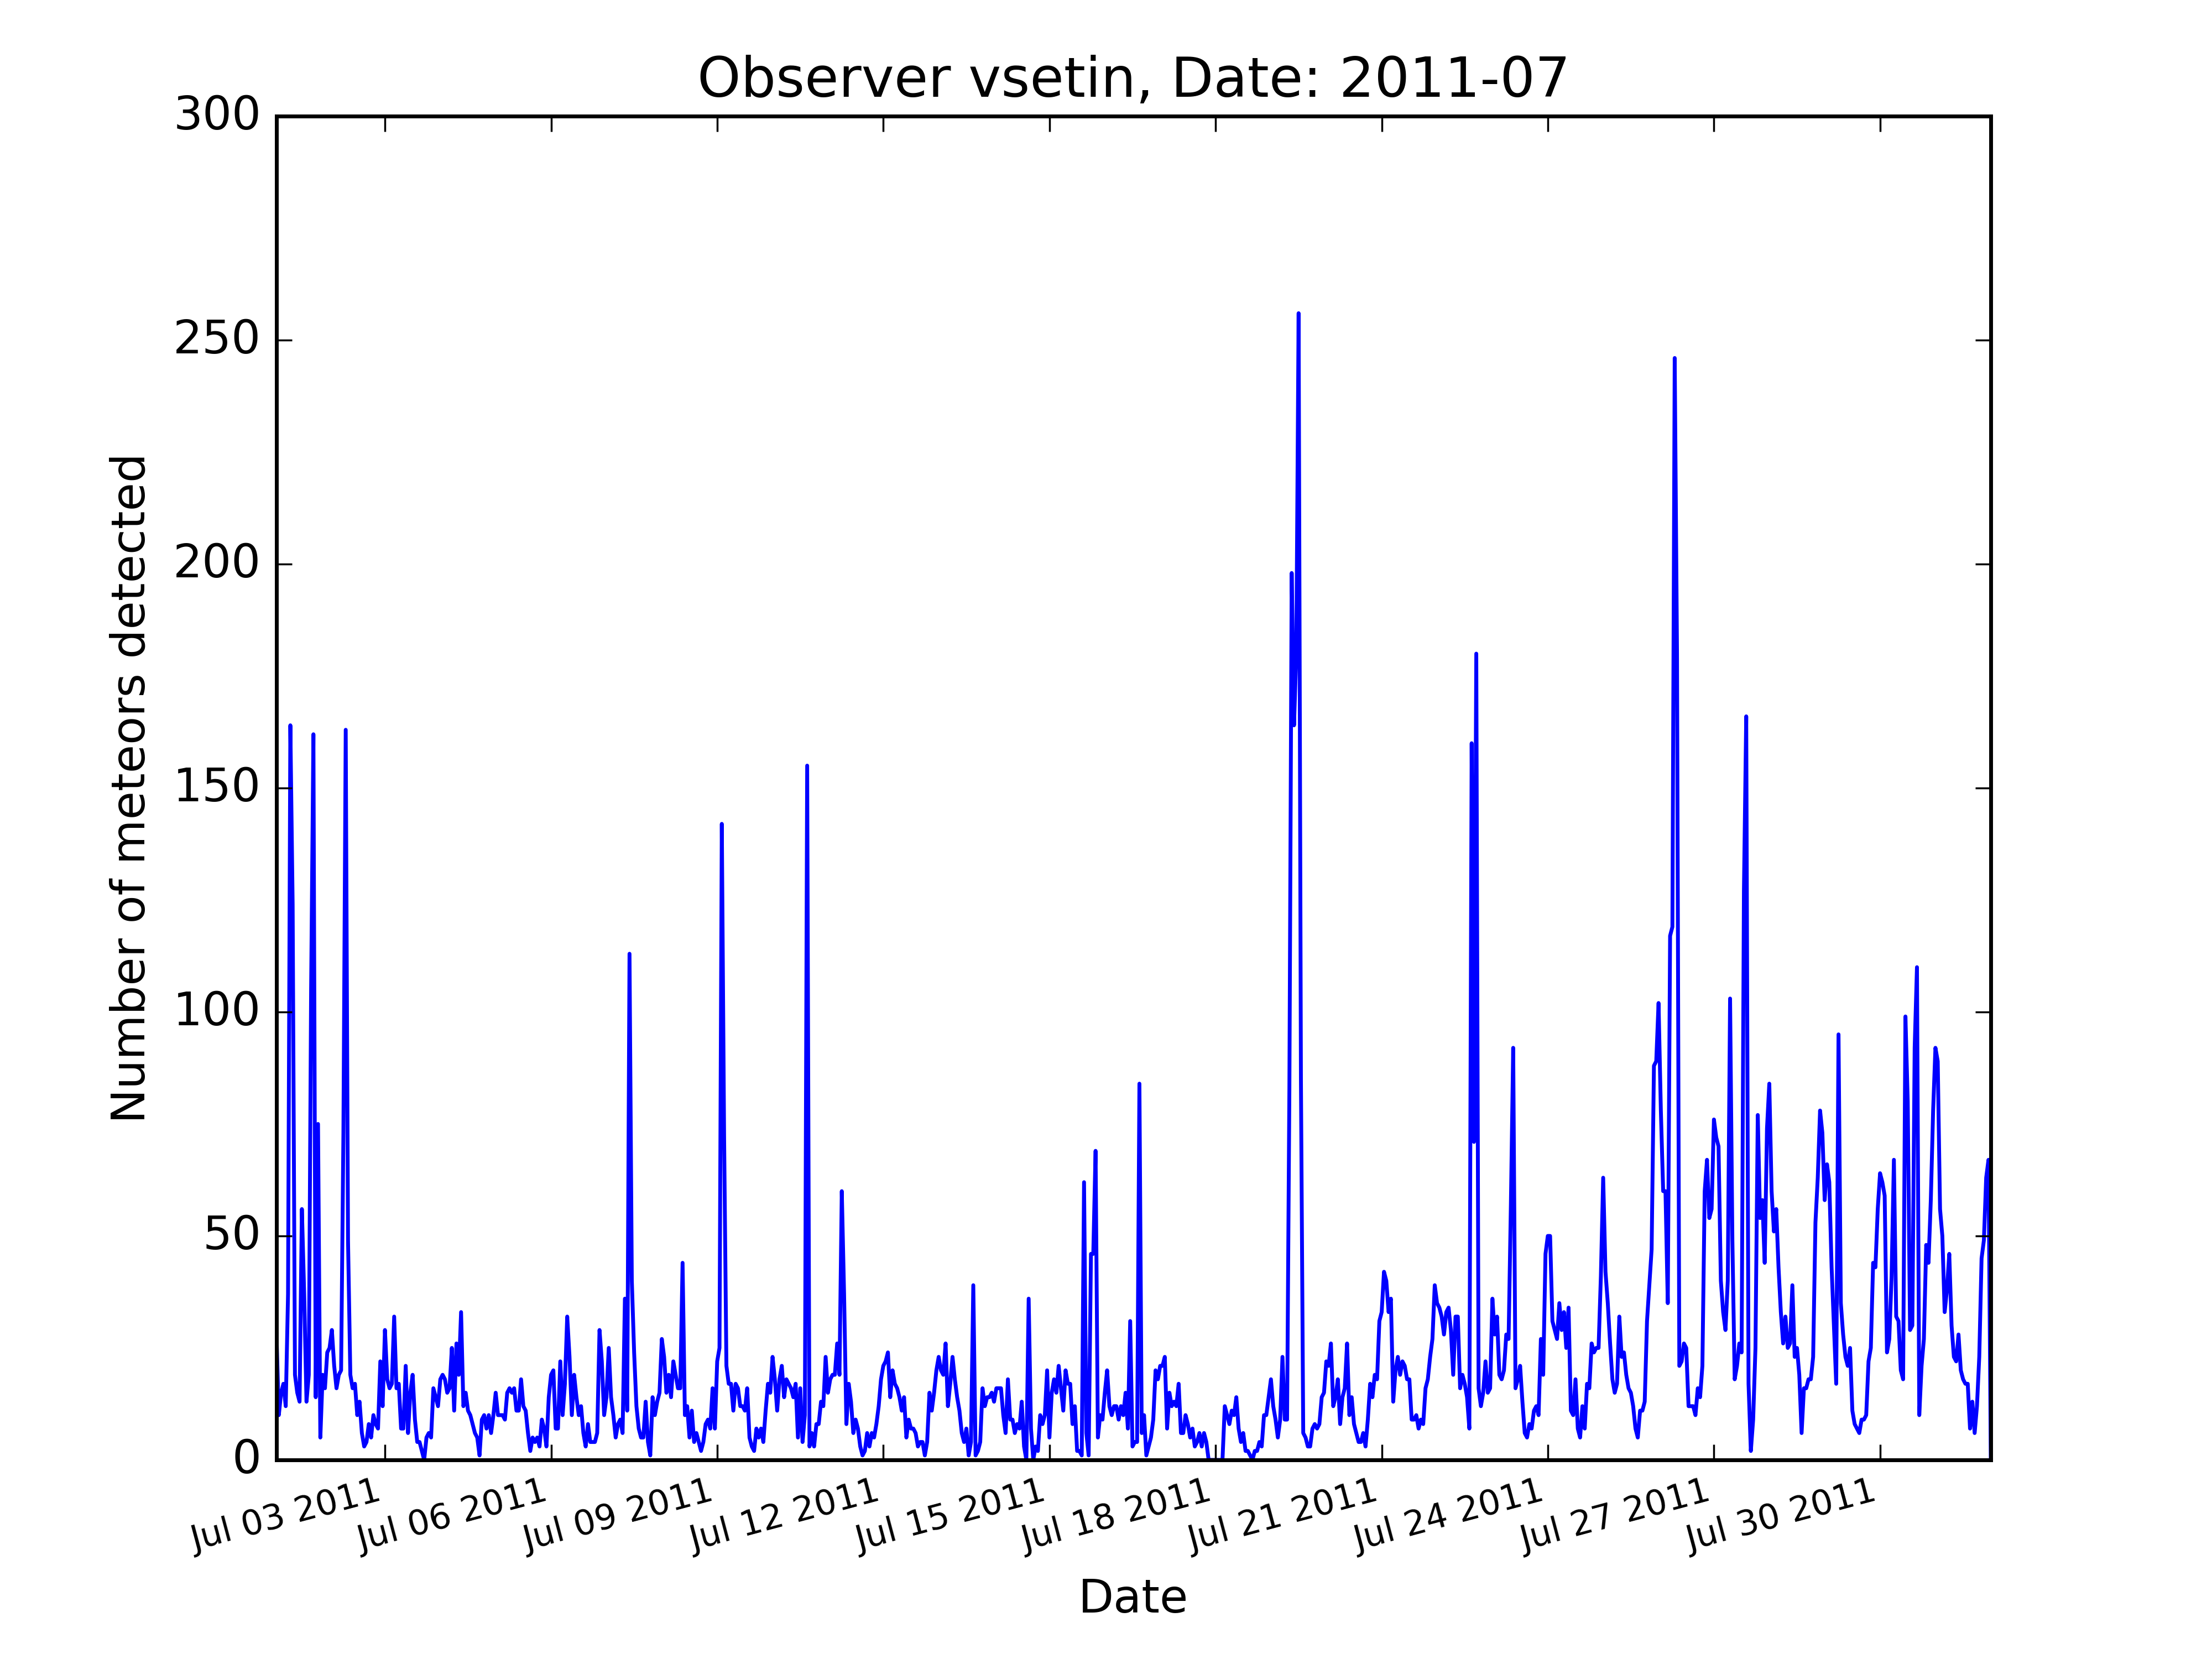 Observer vsetin, Date: 2011-07
300
250
200
150
100
50
0
Number of meteors detected
Jul 03 2011
Jul 06 2011
Jul 09 2011
Jul 12 2011
Jul 15 2011
Jul 18 2011
Jul 21 2011
Jul 24 2011
Jul 27 2011
Jul 30 2011
Date